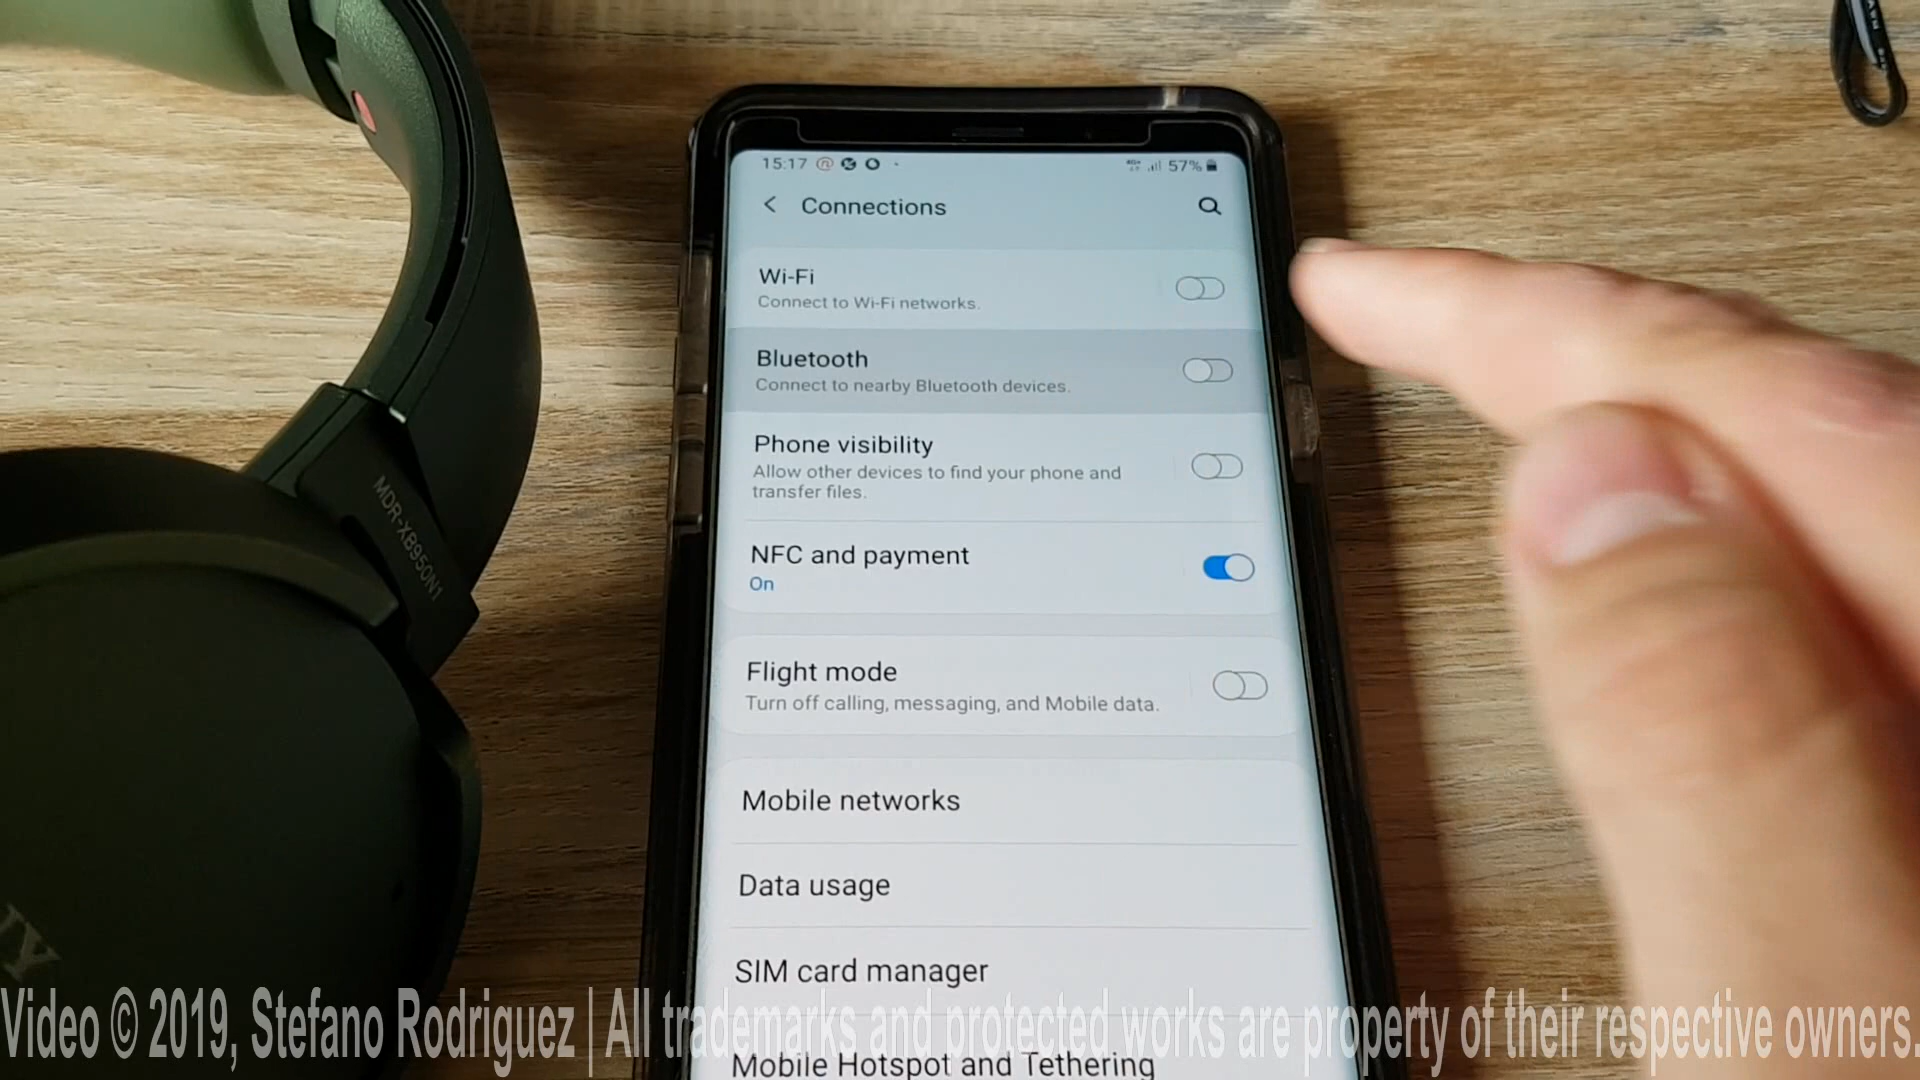 15:17
57%
Connections
Wi-Fi
Connect to Wi-Fi networks.
Bluetooth
Connect to nearby Bluetooth devices.
Phone visibility
Allow other devices to find your phone and
transfer files.
NFC and payment
On
Flight mode
Turn off calling, messaging, and Mobile data.
Mobile networks
Data usage
SIM card manager
Mobile Hotspot and Tethering
MDR-XB950N1
Video © 2019, Stefano Rodriguez | All trademarks and protected works are property of their respective owners.